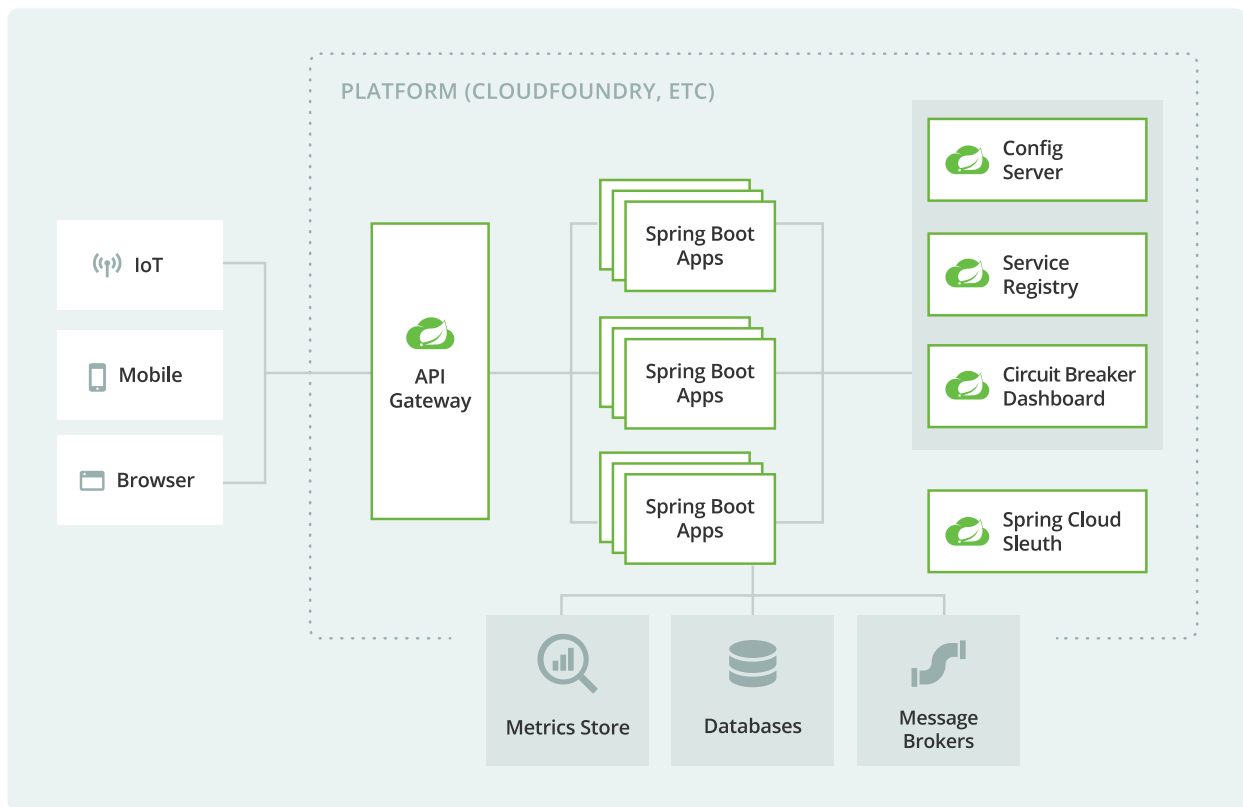 PLATFORM (CLOUDFOUNDRY, ETC)
IoT
Mobile
Browser
API
Gateway
Spring Boot
Apps
Spring Boot
Apps
Spring Boot
Apps
Config
Server
Service
Registry
Circuit Breaker
Dashboard
Spring Cloud
Sleuth
Metrics Store
Databases
Message
Brokers